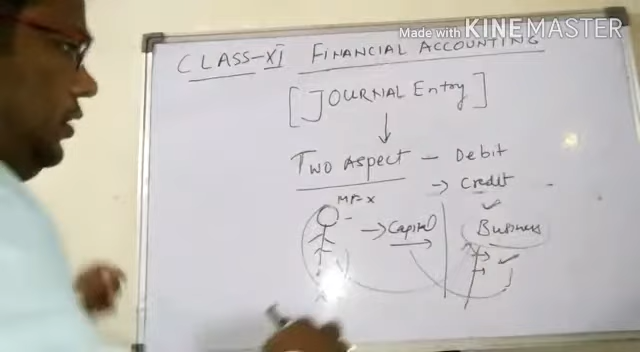 Made with KINEMASTER
CLASS-XI FINANCIAL ACCOUNTING
[JOURNAL Entry]
TWO ASPECT - Debit
→ Credit
Mr-X
→ Capital
Business